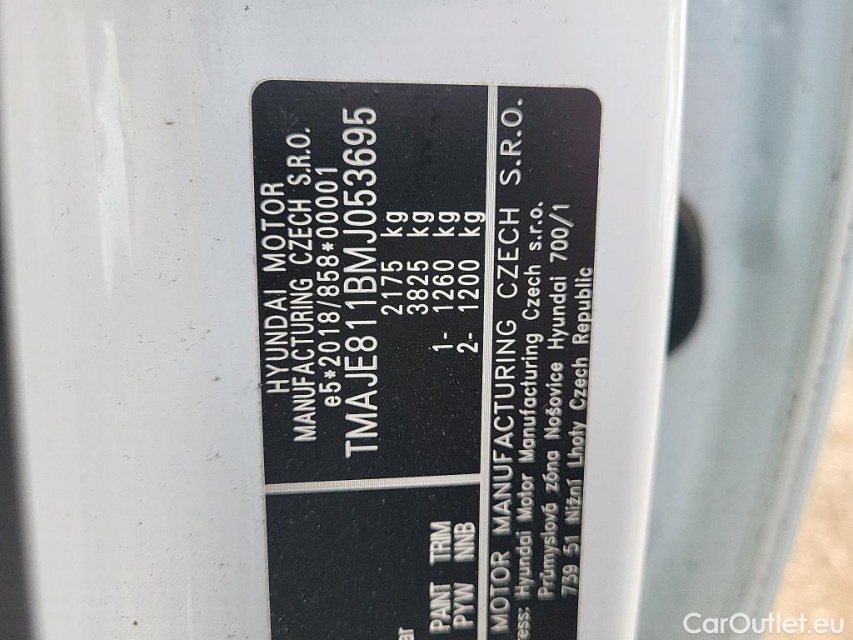 HYUNDAI MOTOR
MANUFACTURING CZECH S.R.O.
e5*2018/858*00001
TMAJE811BMJ053695
2175 kg
3825 kg
1- 1260 kg
2- 1200 kg
PAINT TRIM
PYW NNB
MOTOR MANUFACTURING CZECH S.R.O.
ress: Hyundai Motor Manufacturing Czech s.r.o.
Průmyslová zóna Nošovice Hyundai 700/1
739 51 Nižní Lhoty Czech Republic
CarOutlet.eu